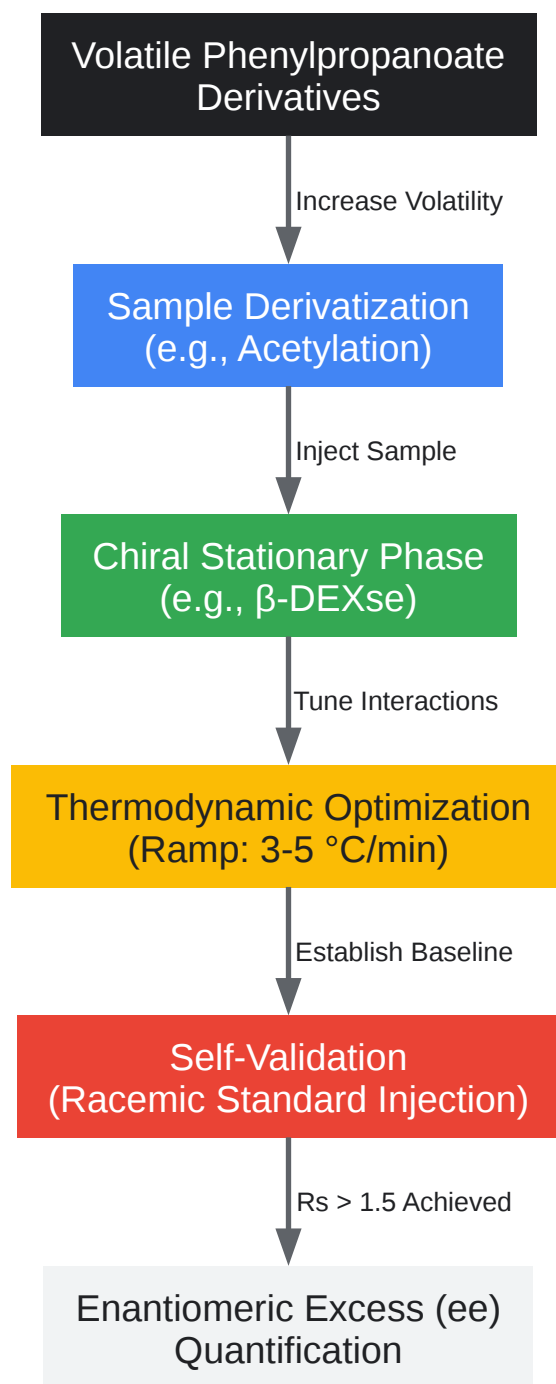 Volatile Phenylpropanoate
Derivatives
Increase Volatility
Sample Derivatization
(e.g., Acetylation)
Inject Sample
Chiral Stationary Phase
(e.g., β-DEXse)
Tune Interactions
Thermodynamic Optimization
(Ramp: 3-5 °C/min)
Establish Baseline
Self-Validation
(Racemic Standard Injection)
Rs > 1.5 Achieved
Enantiomeric Excess (ee)
Quantification